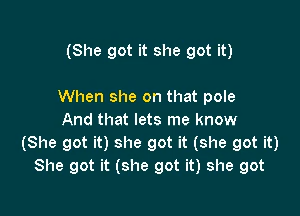 (She got it she got it)
When she on that pole
And that lets me know
(She got it) she got it (she got it)
She got it (she got it) she got